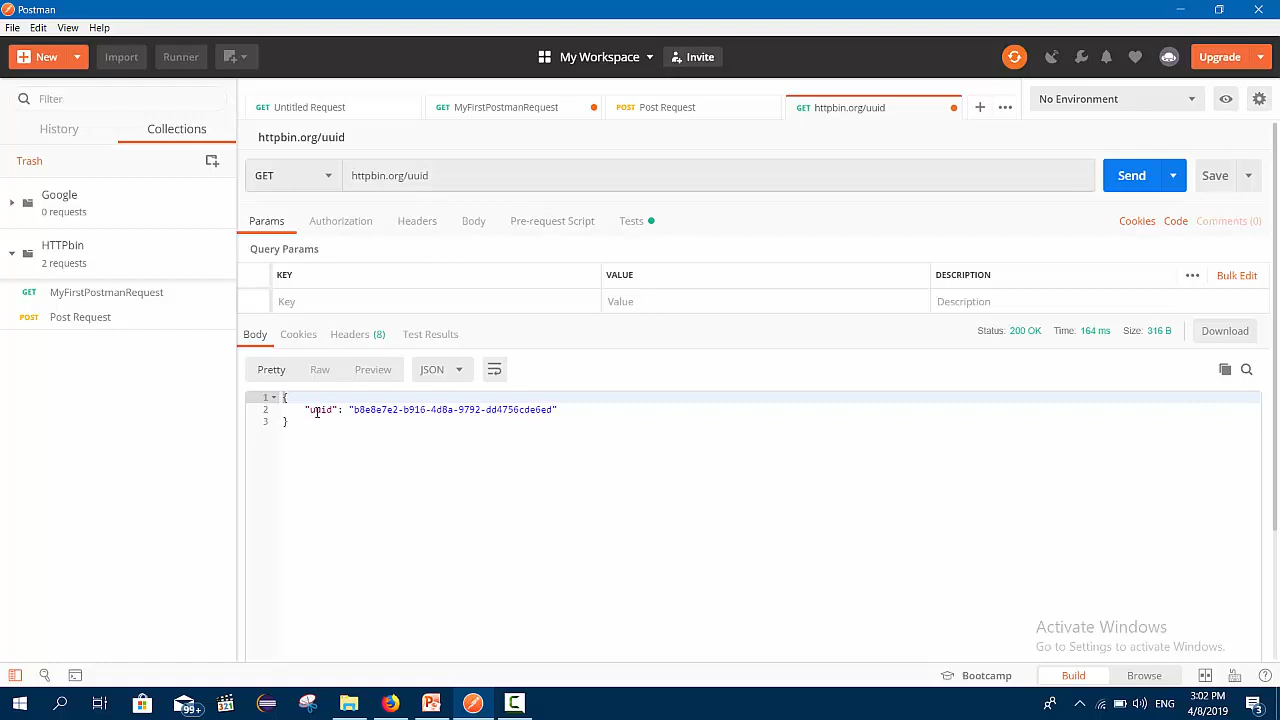 Postman
File Edit View Help
New Import Runner My Workspace Invite Upgrade
Filter
History Collections
Trash
Google
0 requests
HTTPbin
2 requests
GET MyFirstPostmanRequest
POST Post Request
GET Untitled Request GET MyFirstPostmanRequest POST Post Request GET httpbin.org/uuid No Environment
httpbin.org/uuid
GET httpbin.org/uuid Send Save
Params Authorization Headers Body Pre-request Script Tests Cookies Code Comments (0)
Query Params
KEY VALUE DESCRIPTION Bulk Edit
Key Value Description
Body Cookies Headers (8) Test Results Status: 200 OK Time: 164 ms Size: 316 B Download
Pretty Raw Preview JSON
1 {
2 "uuid": "b8e8e7e2-b916-4d8a-9792-dd4756cde6ed"
3 }
Activate Windows
Go to Settings to activate Windows.
Bootcamp Build Browse
99+ 321 ENG 3:02 PM
4/8/2019 3